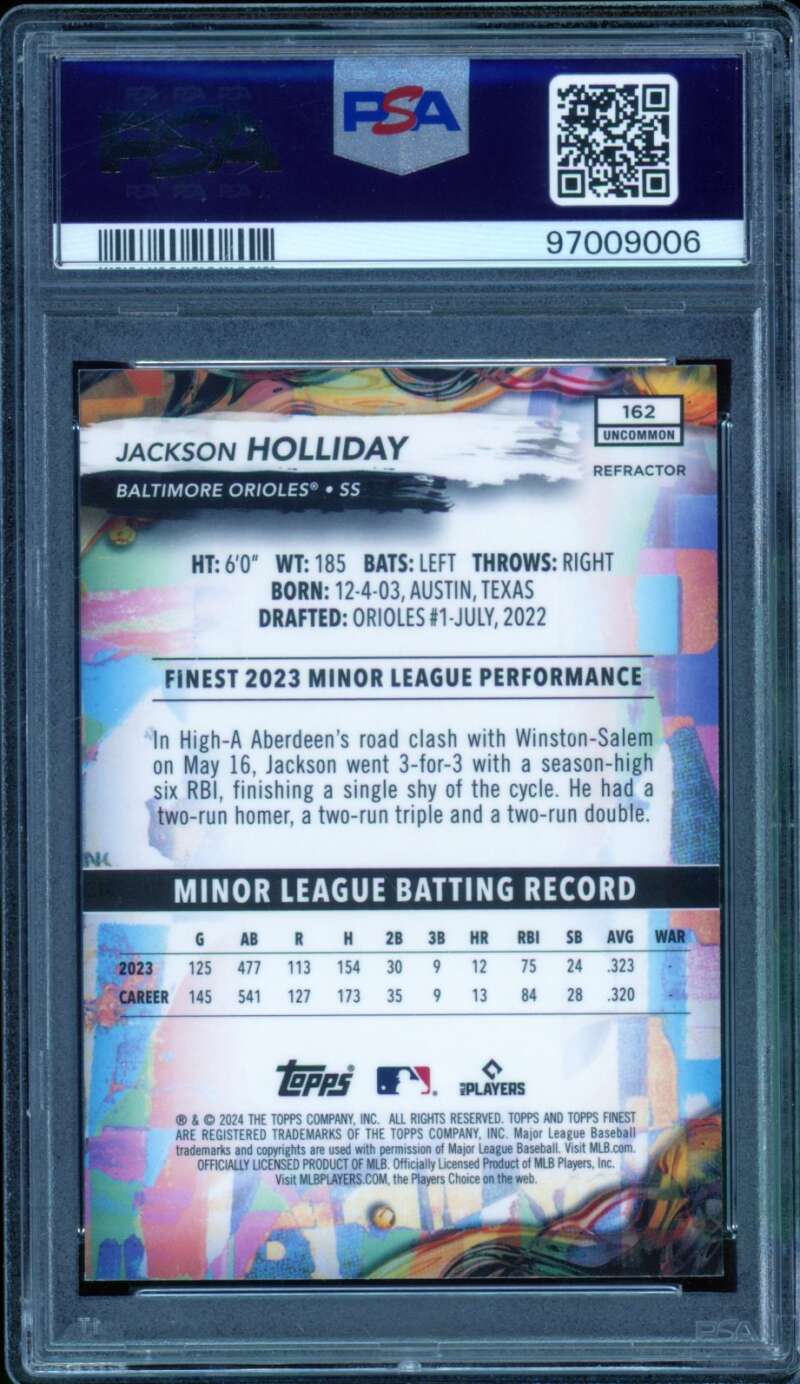 PSA
97009006
162
UNCOMMON
REFRACTOR
JACKSON HOLLIDAY
BALTIMORE ORIOLES® • SS
HT: 6'0" WT: 185 BATS: LEFT THROWS: RIGHT
BORN: 12-4-03, AUSTIN, TEXAS
DRAFTED: ORIOLES #1-JULY, 2022
FINEST 2023 MINOR LEAGUE PERFORMANCE
In High-A Aberdeen's road clash with Winston-Salem
on May 16, Jackson went 3-for-3 with a season-high
six RBI, finishing a single shy of the cycle. He had a
two-run homer, a two-run triple and a two-run double.
MINOR LEAGUE BATTING RECORD
G AB R H 2B 3B HR RBI SB AVG WAR
2023 125 477 113 154 30 9 12 75 24 .323 -
CAREER 145 541 127 173 35 9 13 84 28 .320 -
Topps PLAYERS
® & © 2024 THE TOPPS COMPANY, INC. ALL RIGHTS RESERVED. TOPPS AND TOPPS FINEST
ARE REGISTERED TRADEMARKS OF THE TOPPS COMPANY, INC. Major League Baseball
trademarks and copyrights are used with permission of Major League Baseball. Visit MLB.com.
OFFICIALLY LICENSED PRODUCT OF MLB. Officially Licensed Product of MLB Players, Inc.
Visit MLBPLAYERS.COM, the Players Choice on the web.
PSA